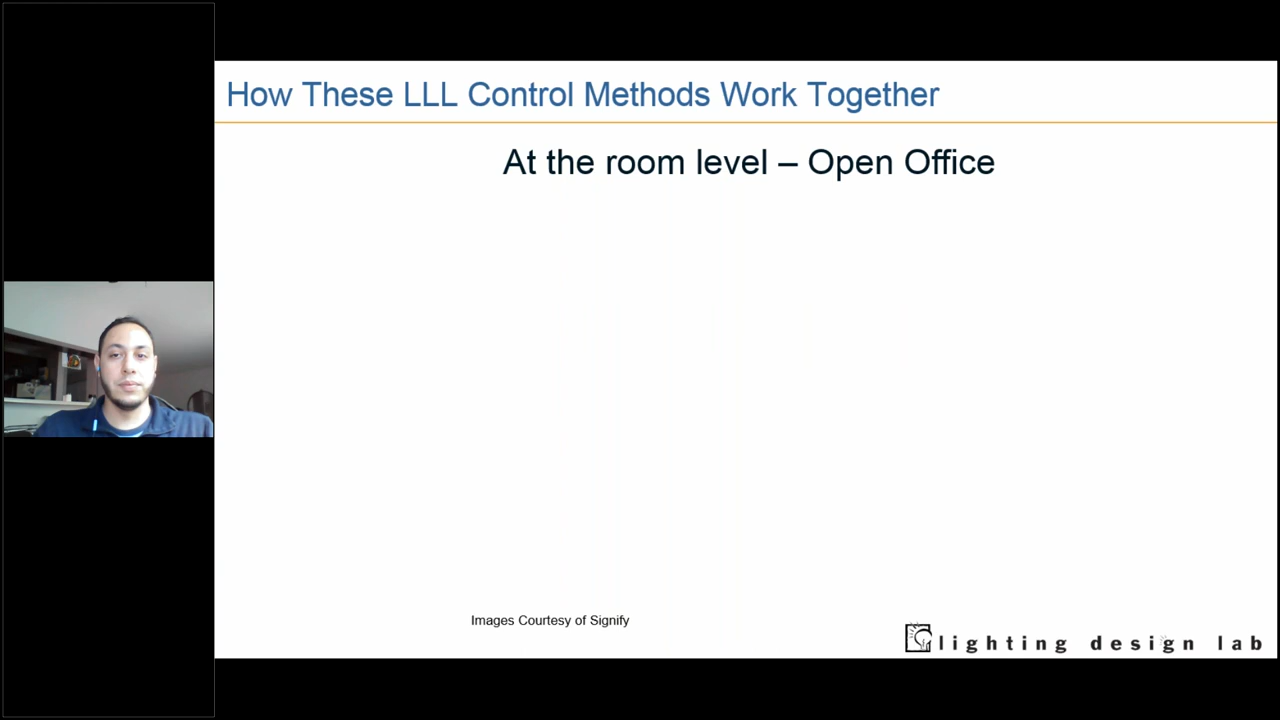 How These LLL Control Methods Work Together
At the room level – Open Office
Images Courtesy of Signify
lighting design lab